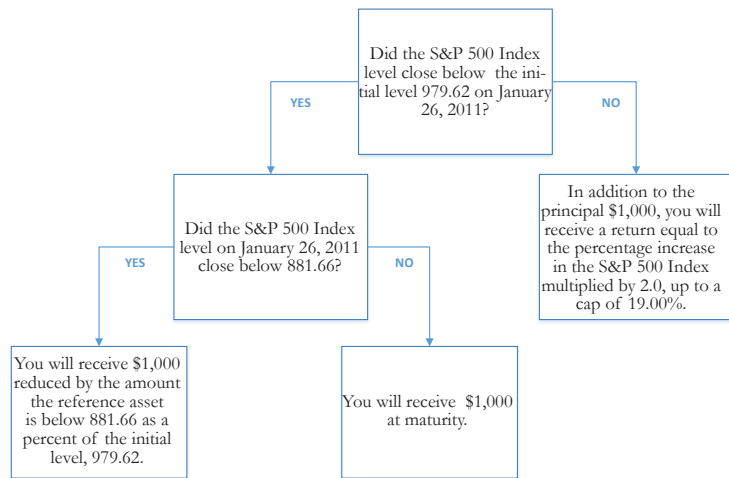 Did the S&P 500 Index
level close below the ini-
tial level 979.62 on January
26, 2011?
YES
NO
Did the S&P 500 Index
level on January 26, 2011
close below 881.66?
In addition to the
principal $1,000, you will
receive a return equal to
the percentage increase
in the S&P 500 Index
multiplied by 2.0, up to a
cap of 19.00%.
YES
NO
You will receive $1,000
reduced by the amount
the reference asset
is below 881.66 as a
percent of the initial
level, 979.62.
You will receive $1,000
at maturity.